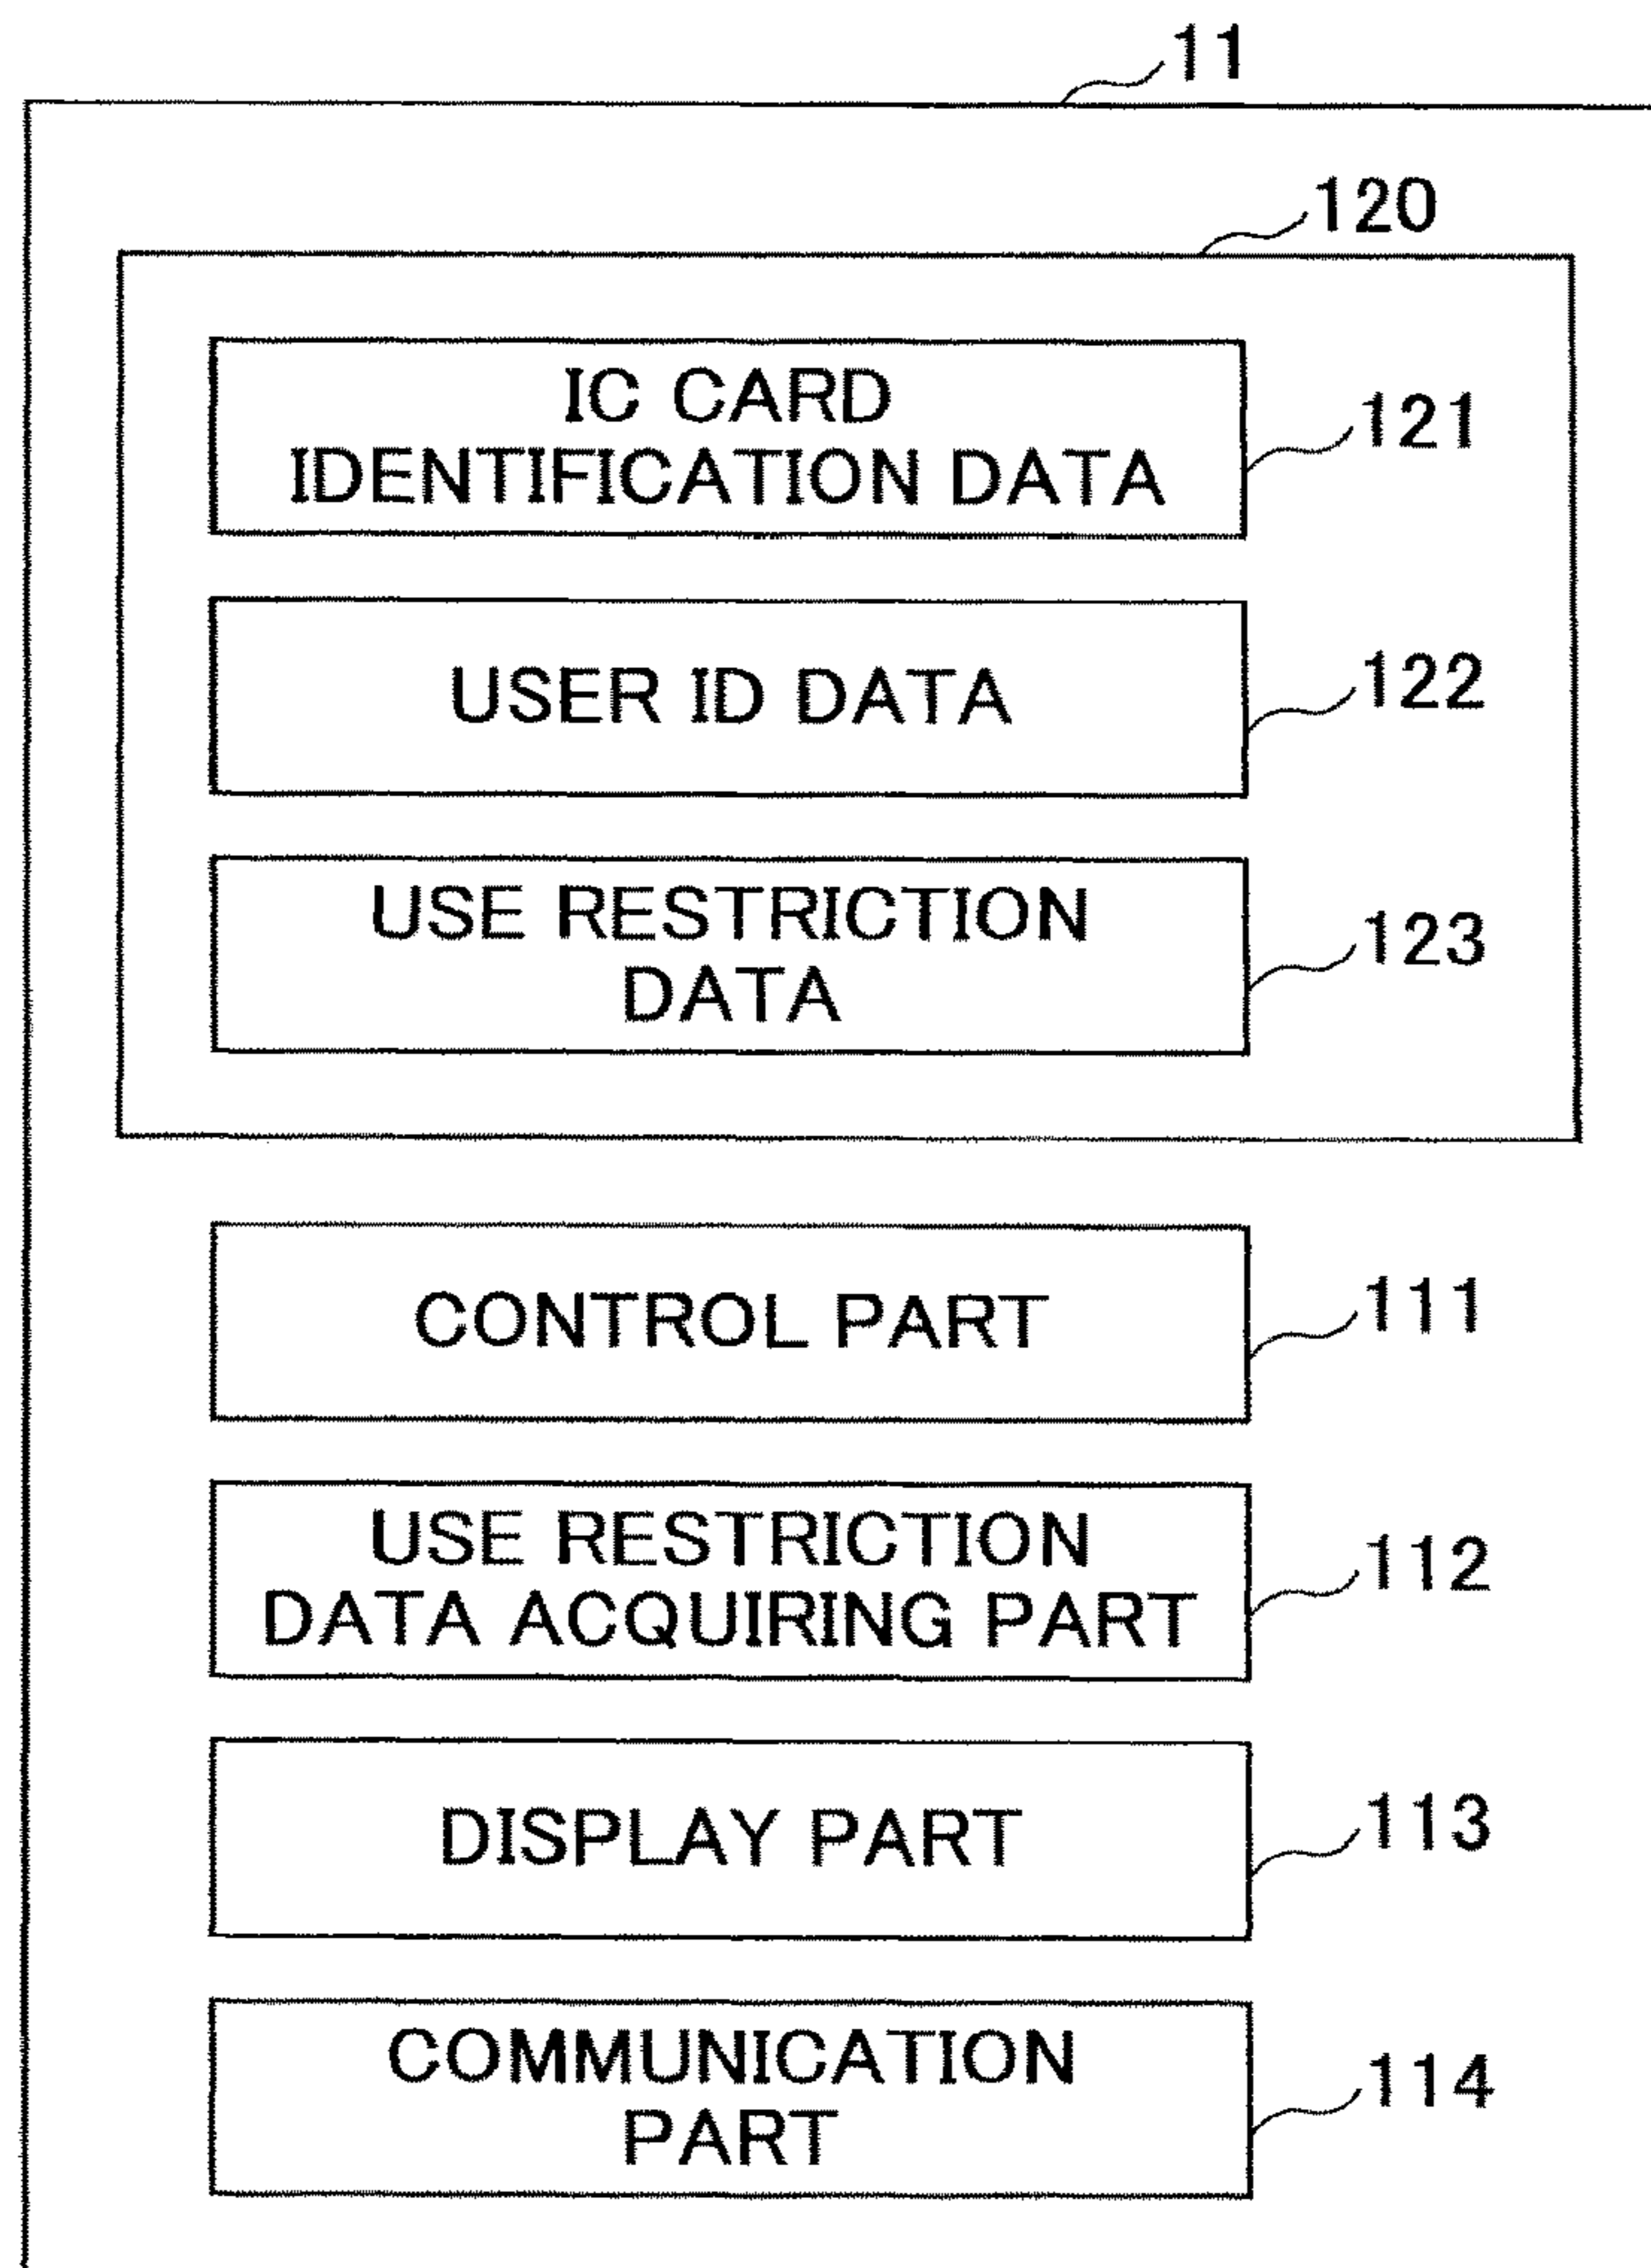 11
120
IC CARD
IDENTIFICATION DATA
121
USER ID DATA
122
USE RESTRICTION
DATA
123
CONTROL PART
111
USE RESTRICTION
DATA ACQUIRING PART
112
DISPLAY PART
113
COMMUNICATION
PART
114